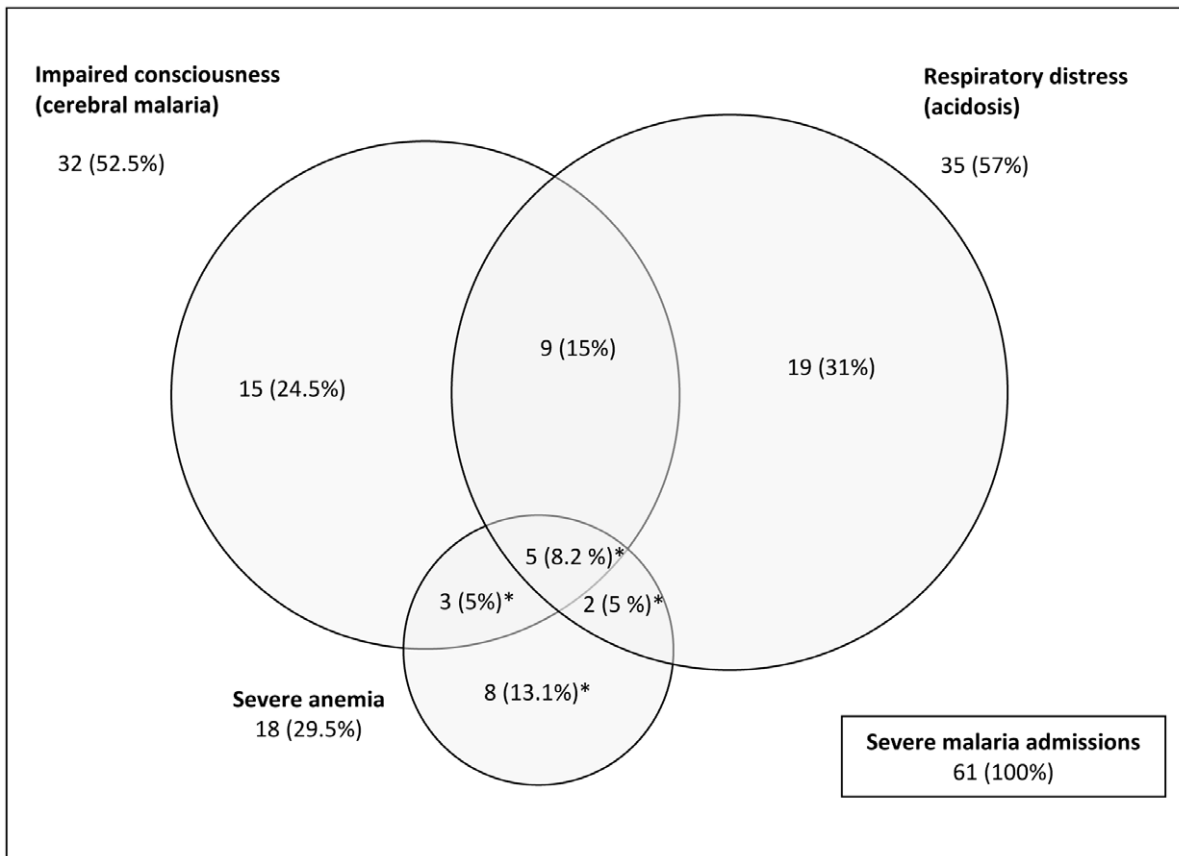 Impaired consciousness
(cerebral malaria)
32 (52.5%)
Respiratory distress
(acidosis)
35 (57%)
9 (15%)
19 (31%)
15 (24.5%)
5 (8.2 %)*
3 (5%)*
2 (5 %)*
8 (13.1%)*
Severe anemia
18 (29.5%)
Severe malaria admissions
61 (100%)